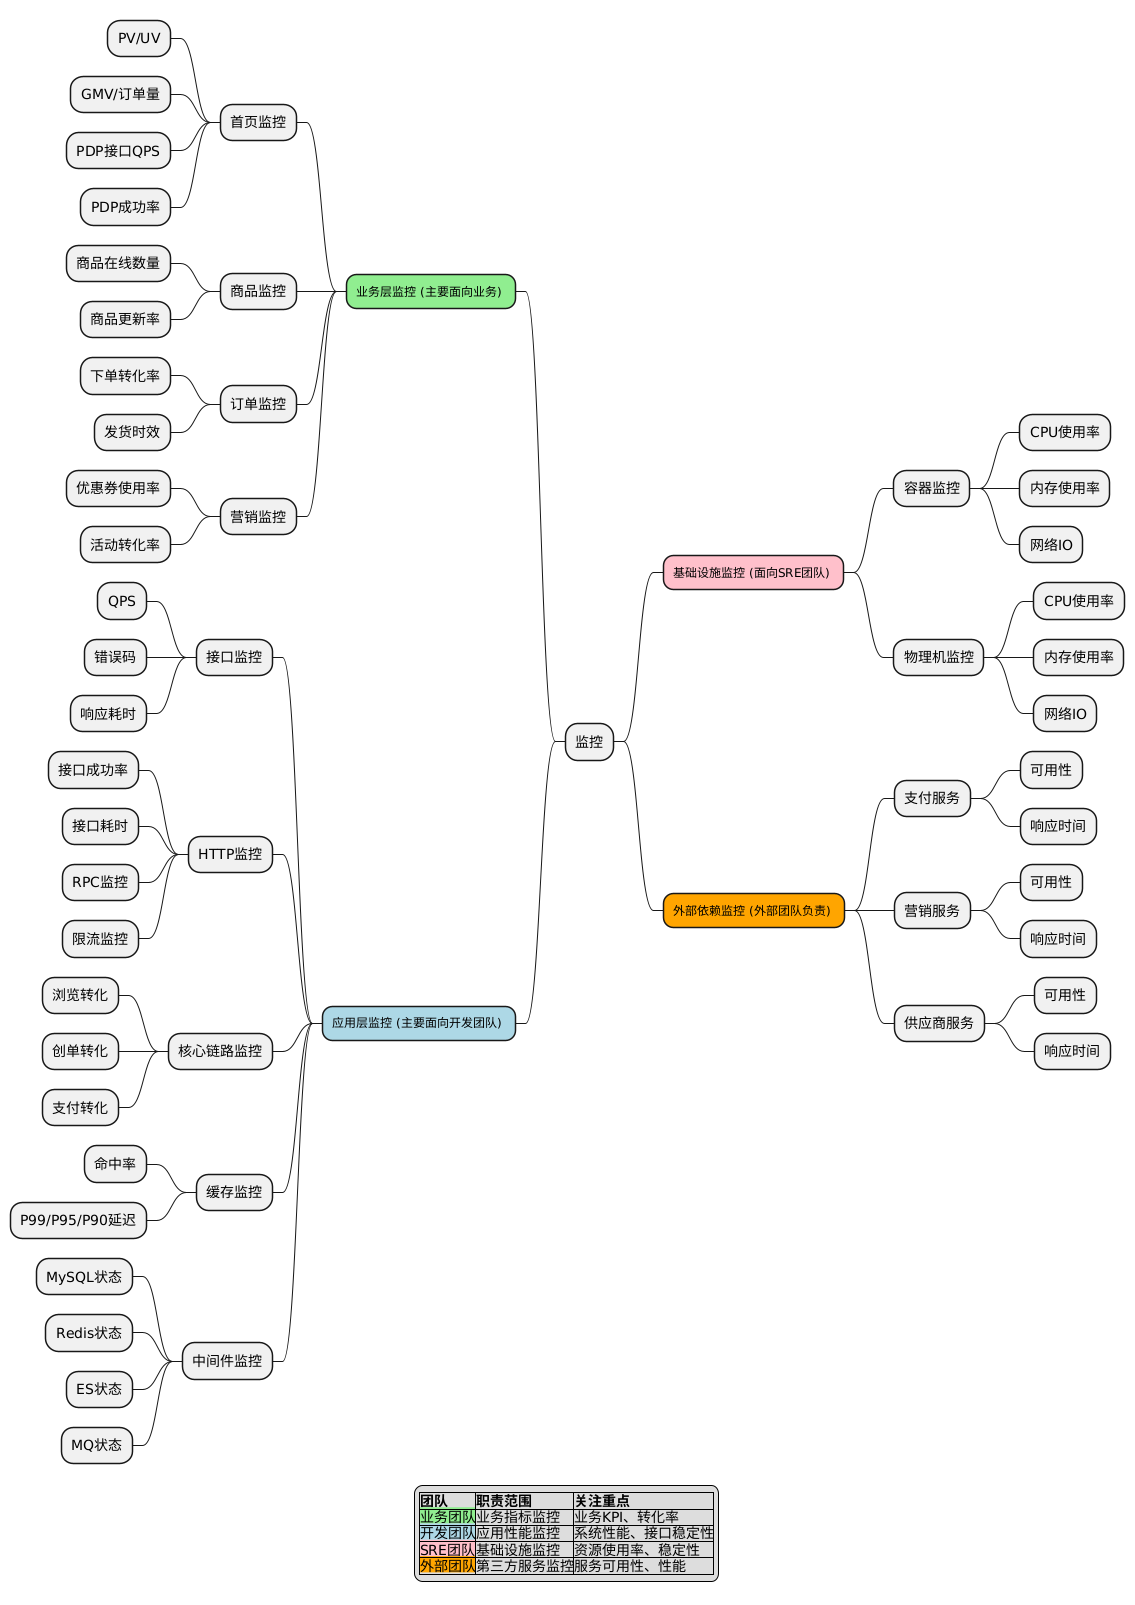 监控
业务层监控 (主要面向业务)
首页监控
PV/UV
GMV/订单量
PDP接口QPS
PDP成功率
商品监控
商品在线数量
商品更新率
订单监控
下单转化率
发货时效
营销监控
优惠券使用率
活动转化率
应用层监控 (主要面向开发团队)
接口监控
QPS
错误码
响应耗时
HTTP监控
接口成功率
接口耗时
RPC监控
限流监控
核心链路监控
浏览转化
创单转化
支付转化
缓存监控
命中率
P99/P95/P90延迟
中间件监控
MySQL状态
Redis状态
ES状态
MQ状态
基础设施监控 (面向SRE团队)
容器监控
CPU使用率
内存使用率
网络IO
物理机监控
CPU使用率
内存使用率
网络IO
外部依赖监控 (外部团队负责)
支付服务
可用性
响应时间
营销服务
可用性
响应时间
供应商服务
可用性
响应时间
团队 职责范围 关注重点
业务团队 业务指标监控 业务KPI、转化率
开发团队 应用性能监控 系统性能、接口稳定性
SRE团队 基础设施监控 资源使用率、稳定性
外部团队 第三方服务监控 服务可用性、性能